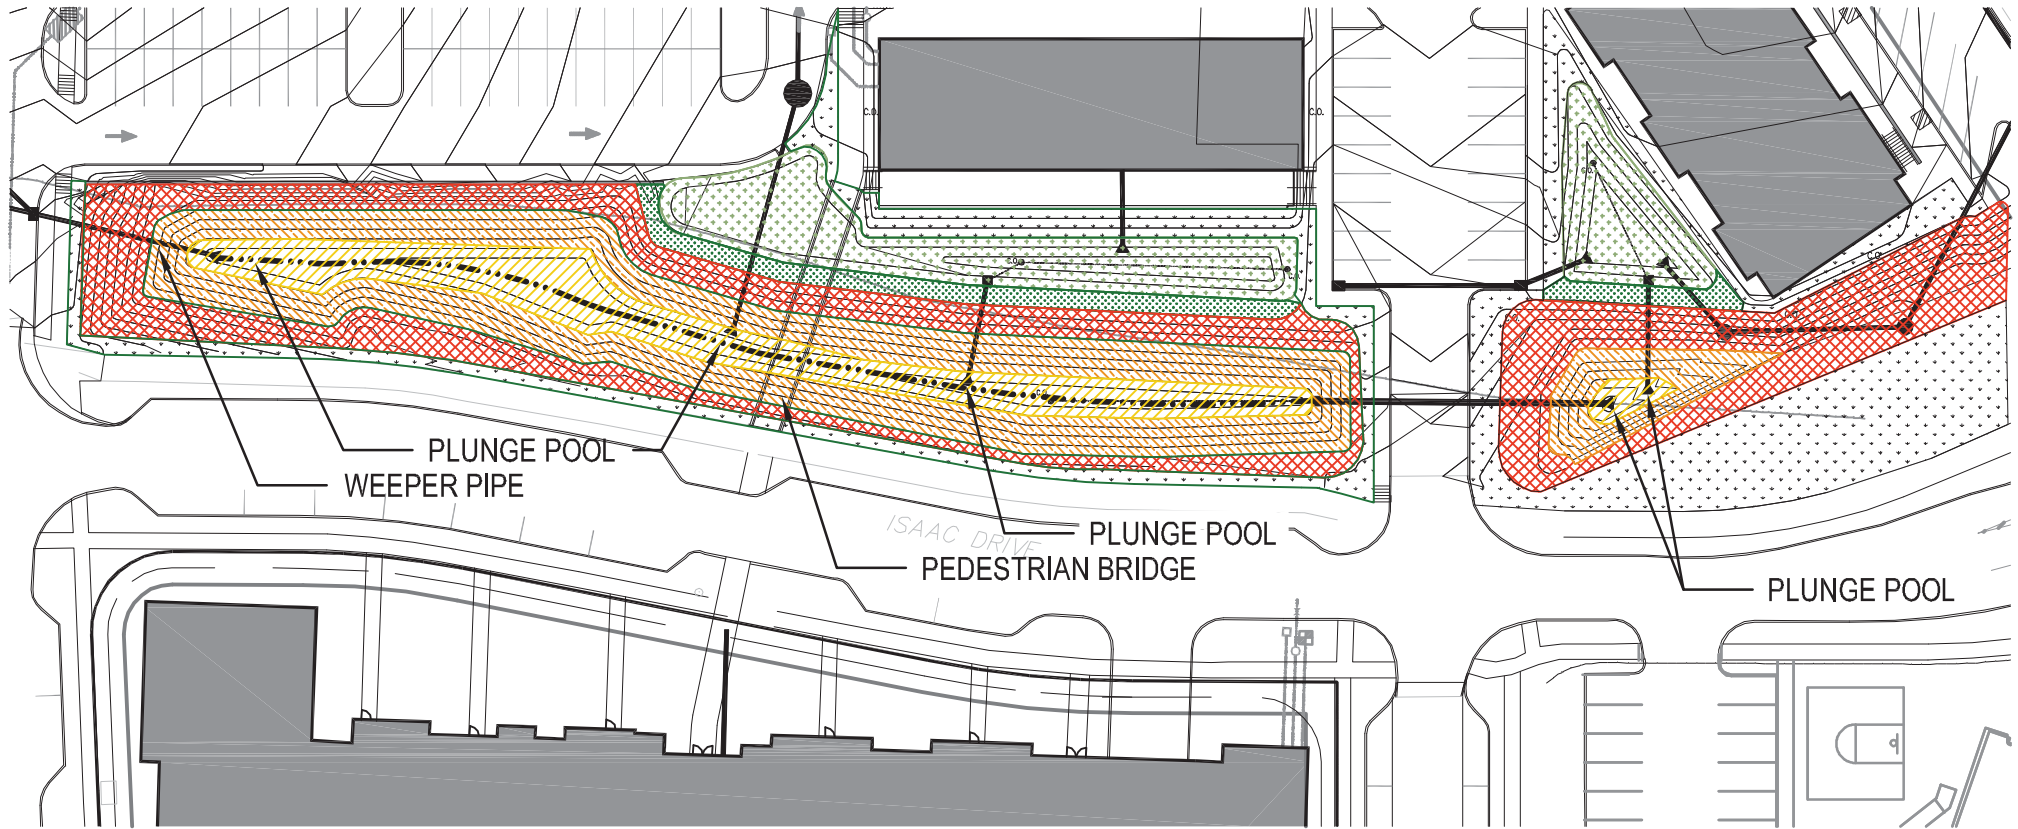 C.O.
C.O.
C.O.
C.O.
C.O.
C.O.
C.O.
PLUNGE POOL
WEEPER PIPE
ISAAC DRIVE
PLUNGE POOL
PEDESTRIAN BRIDGE
PLUNGE POOL